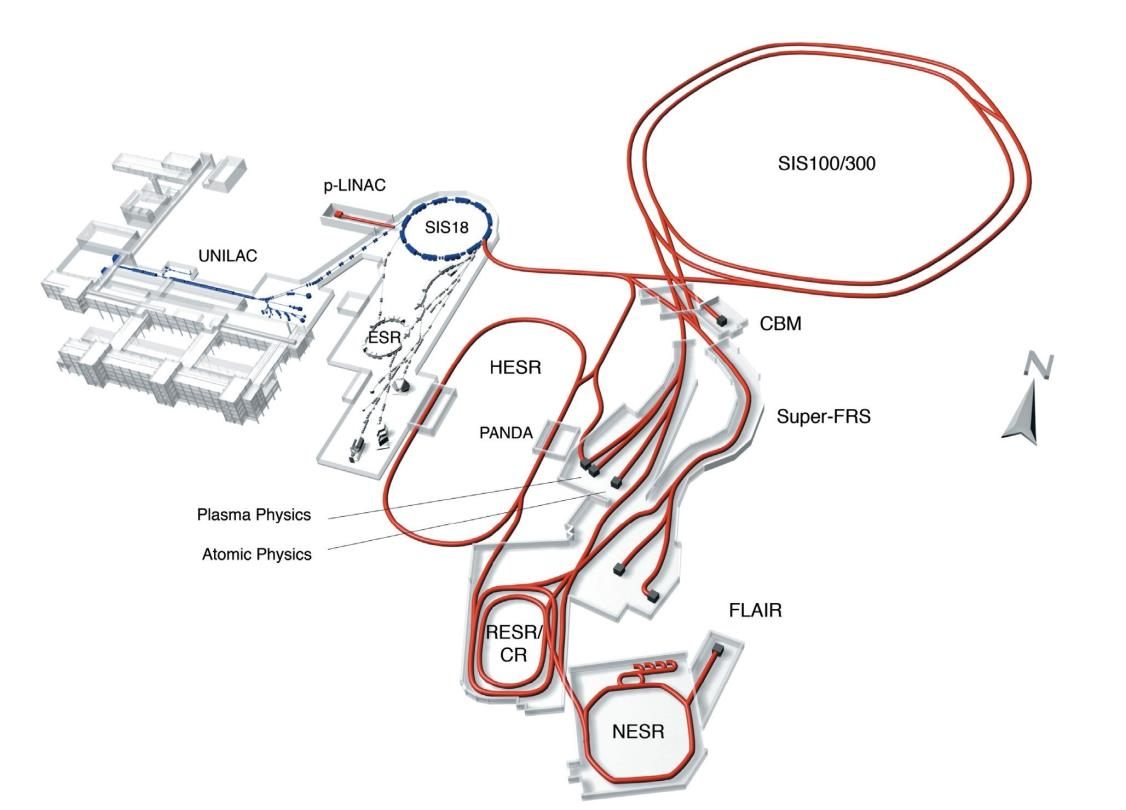 SIS100/300
p-LINAC
SIS18
UNILAC
CBM
ESR
HESR
N
Super-FRS
PANDA
Plasma Physics
Atomic Physics
FLAIR
RESR/
CR
NESR